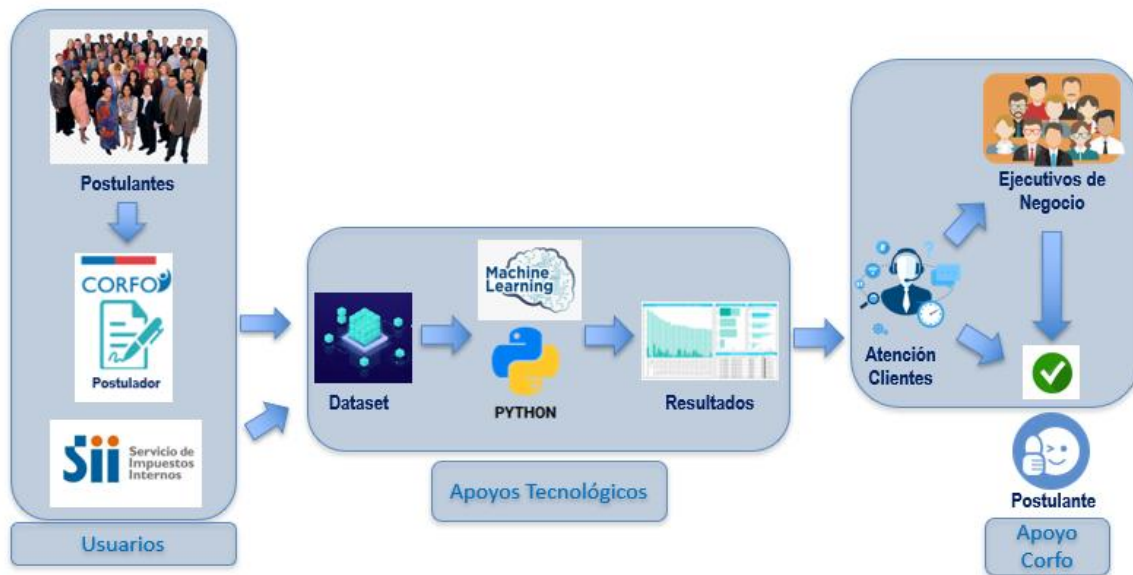 Postulantes
CORFO
Postulador
Sii
Servicio de
Impuestos
Internos
Usuarios
Dataset
Machine
Learning
PYTHON
Resultados
Apoyos Tecnológicos
Atención
Clientes
Ejecutivos de
Negocio
Postulante
Apoyo
Corfo